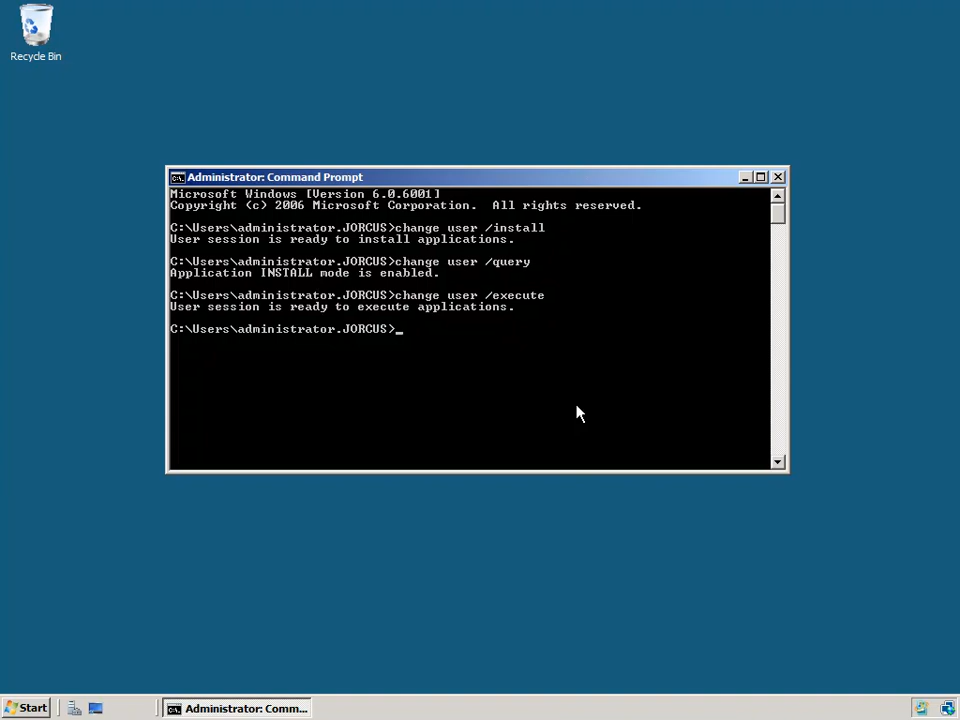 Recycle Bin
Administrator: Command Prompt
Microsoft Windows [Version 6.0.6001]
Copyright (c) 2006 Microsoft Corporation.  All rights reserved.
C:\Users\administrator.JORCUS>change user /install
User session is ready to install applications.
C:\Users\administrator.JORCUS>change user /query
Application INSTALL mode is enabled.
C:\Users\administrator.JORCUS>change user /execute
User session is ready to execute applications.
C:\Users\administrator.JORCUS>_
Start
Administrator: Comm...